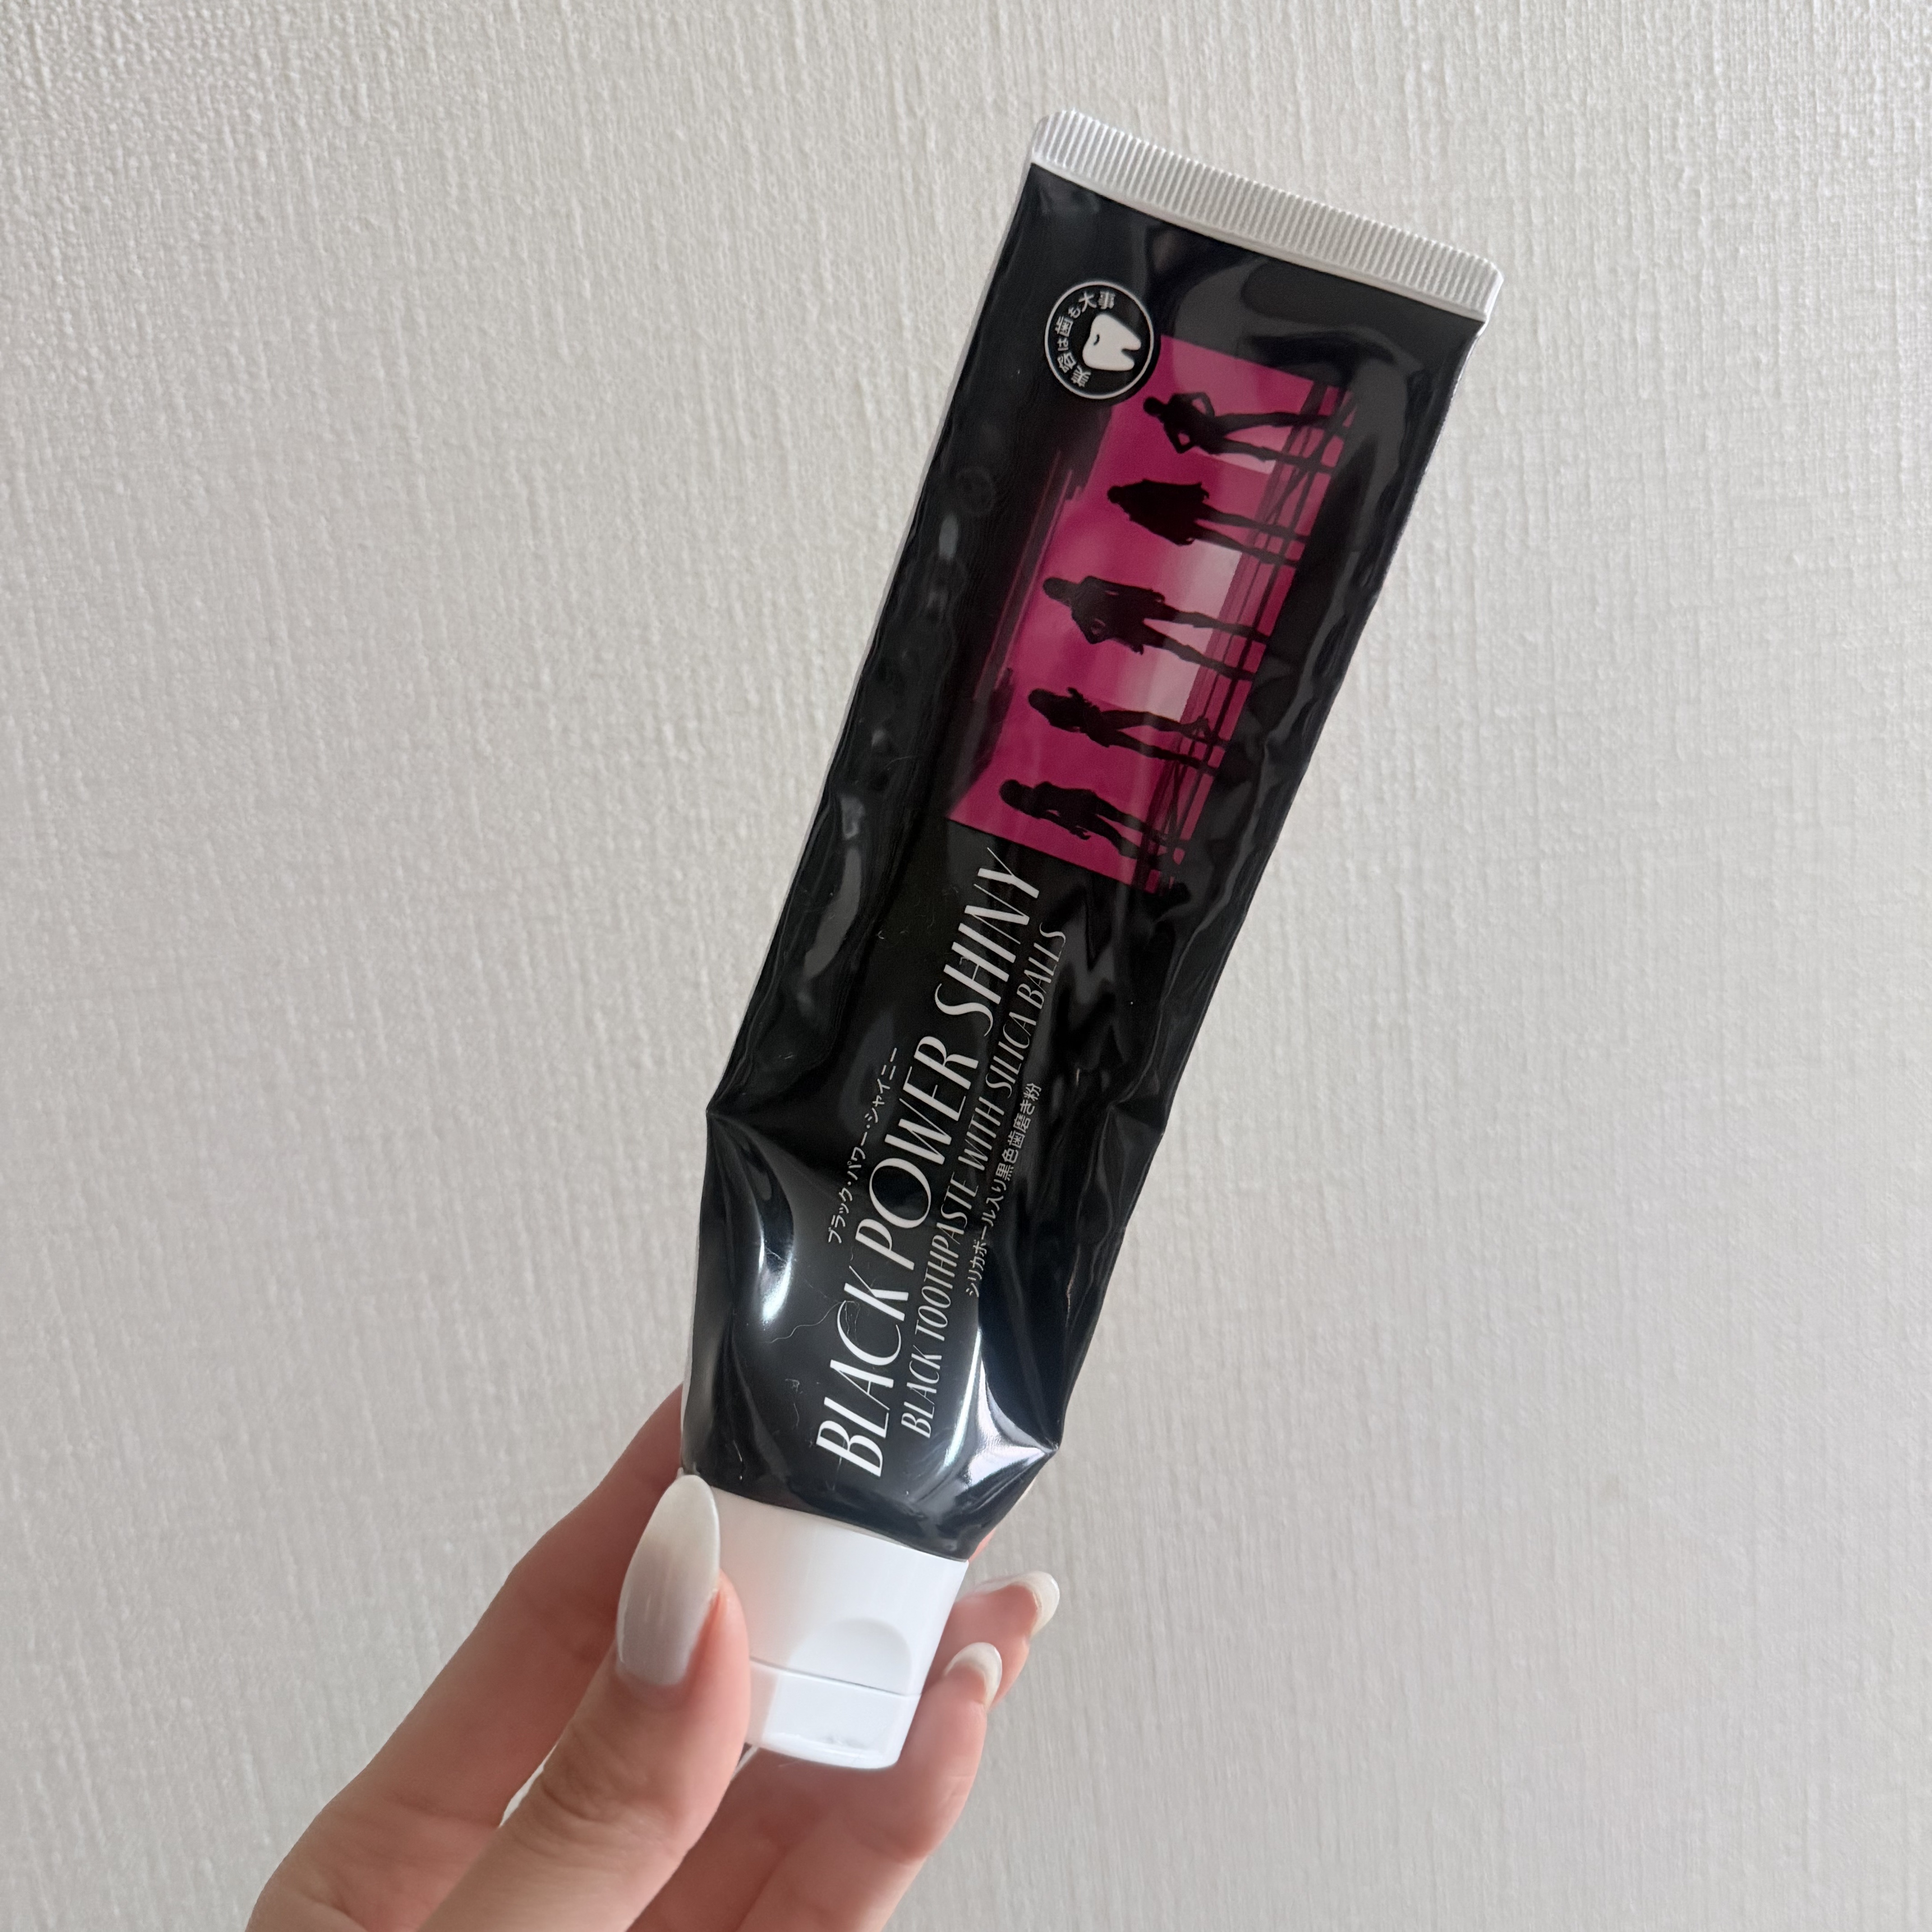 美容は歯も大事
ブラック・パワー・シャイニー
BLACK POWER SHINY
BLACK TOOTHPASTE WITH SILICA BALLS
シリカボール入り黒色歯磨き粉